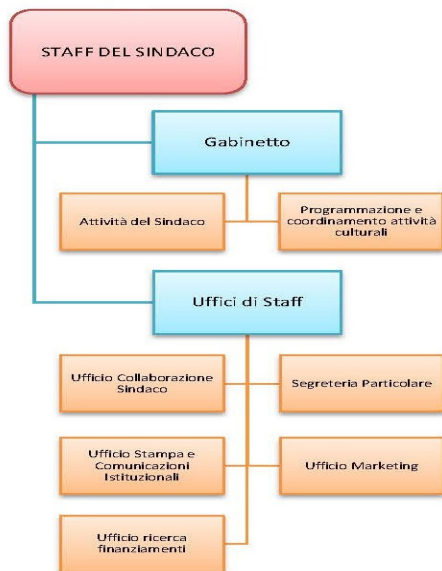 STAFF DEL SINDACO
Gabinetto
Attività del Sindaco
Programmazione e
coordinamento attività
culturali
Uffici di Staff
Ufficio Collaborazione
Sindaco
Segreteria Particolare
Ufficio Stampa e
Comunicazioni
Istituzionali
Ufficio Marketing
Ufficio ricerca
finanziamenti